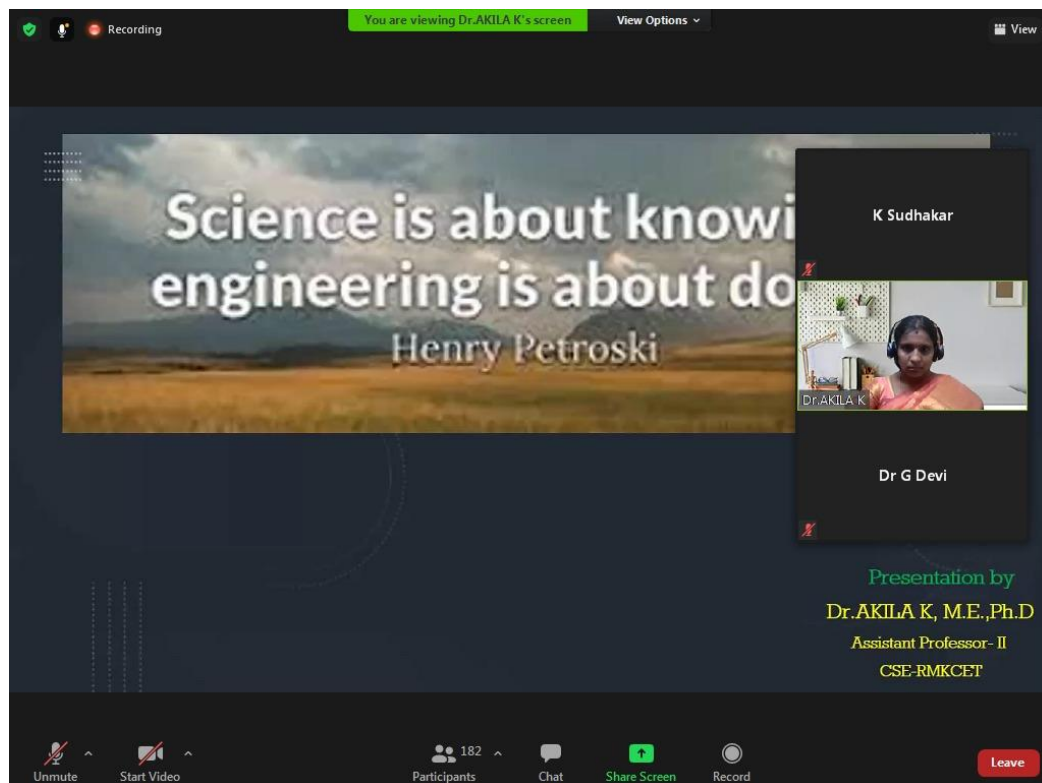 Recording
You are viewing Dr.AKILA K's screen
View Options
View
Science is about knowi
engineering is about do
Henry Petroski
K Sudhakar
Dr.AKILA K
Dr G Devi
Presentation by
Dr.AKILA K, M.E.,Ph.D
Assistant Professor- II
CSE-RMKCET
Unmute
Start Video
182
Participants
Chat
Share Screen
Record
Leave